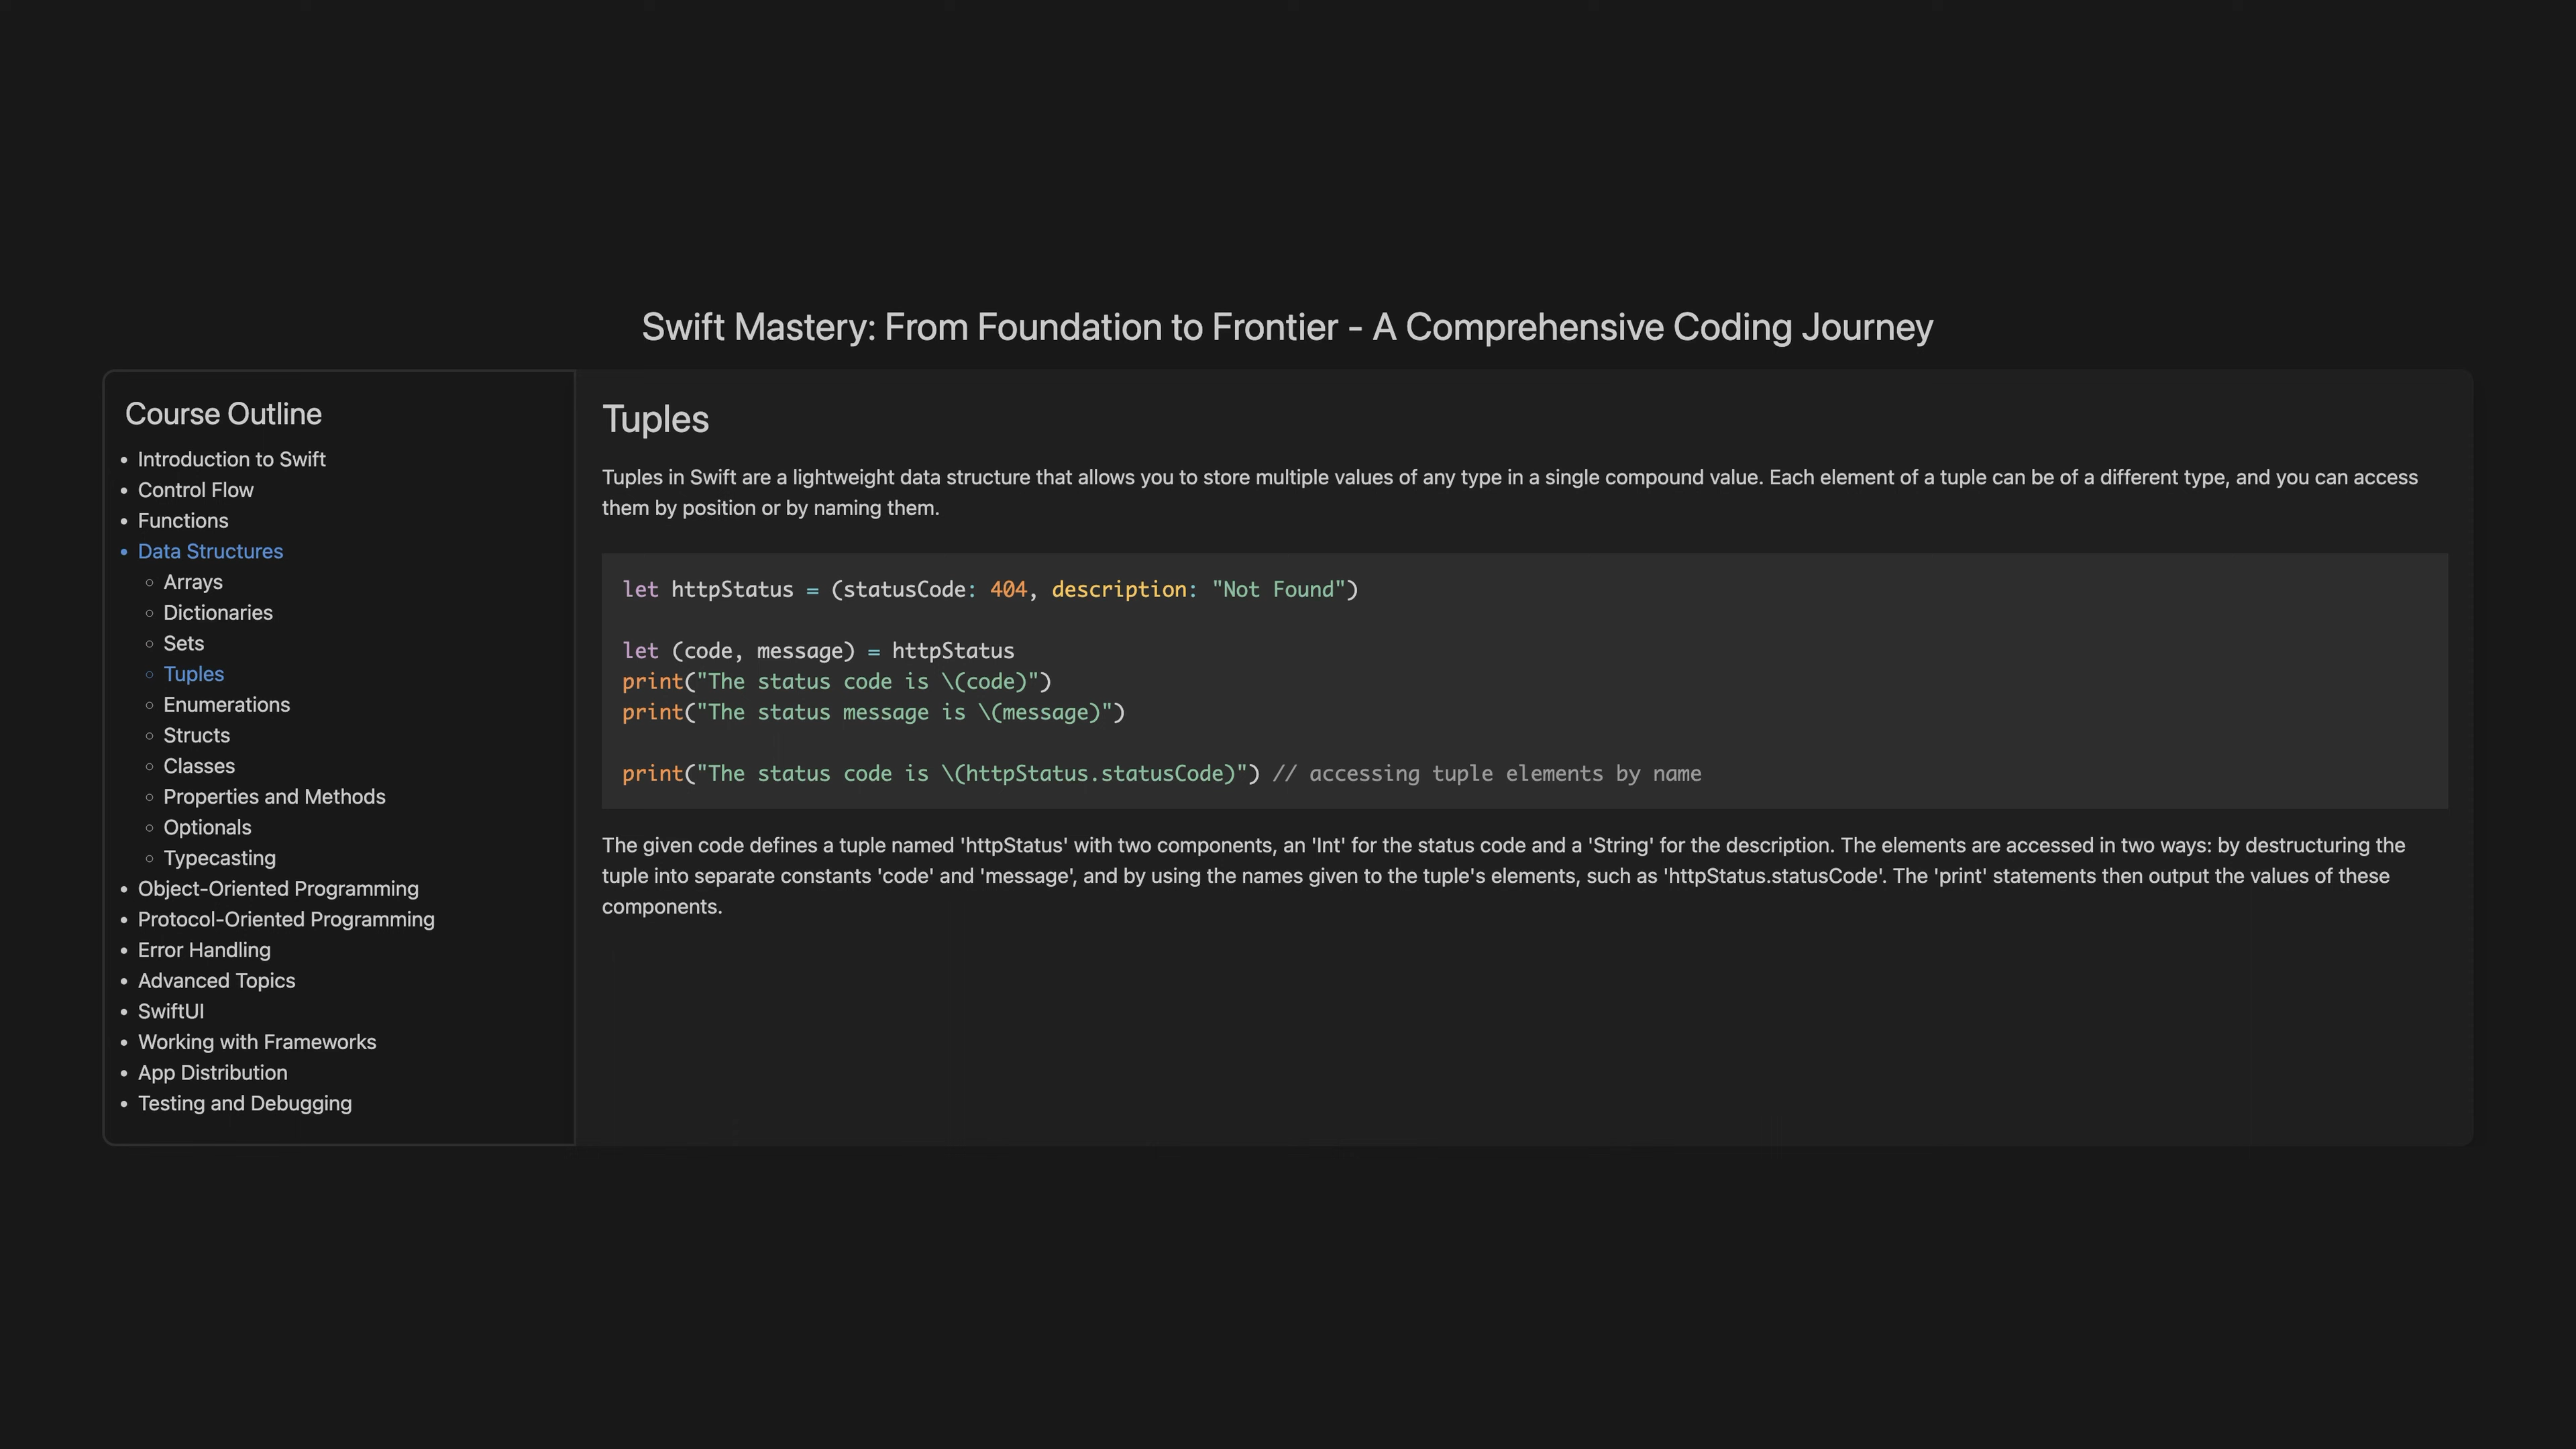 Swift Mastery: From Foundation to Frontier - A Comprehensive Coding Journey
Course Outline
• Introduction to Swift
• Control Flow
• Functions
• Data Structures
◦ Arrays
◦ Dictionaries
◦ Sets
◦ Tuples
◦ Enumerations
◦ Structs
◦ Classes
◦ Properties and Methods
◦ Optionals
◦ Typecasting
• Object-Oriented Programming
• Protocol-Oriented Programming
• Error Handling
• Advanced Topics
• SwiftUI
• Working with Frameworks
• App Distribution
• Testing and Debugging
Tuples
Tuples in Swift are a lightweight data structure that allows you to store multiple values of any type in a single compound value. Each element of a tuple can be of a different type, and you can access
them by position or by naming them.
let httpStatus = (statusCode: 404, description: "Not Found")
let (code, message) = httpStatus
print("The status code is \(code)")
print("The status message is \(message)")
print("The status code is \(httpStatus.statusCode)") // accessing tuple elements by name
The given code defines a tuple named 'httpStatus' with two components, an 'Int' for the status code and a 'String' for the description. The elements are accessed in two ways: by destructuring the
tuple into separate constants 'code' and 'message', and by using the names given to the tuple's elements, such as 'httpStatus.statusCode'. The 'print' statements then output the values of these
components.